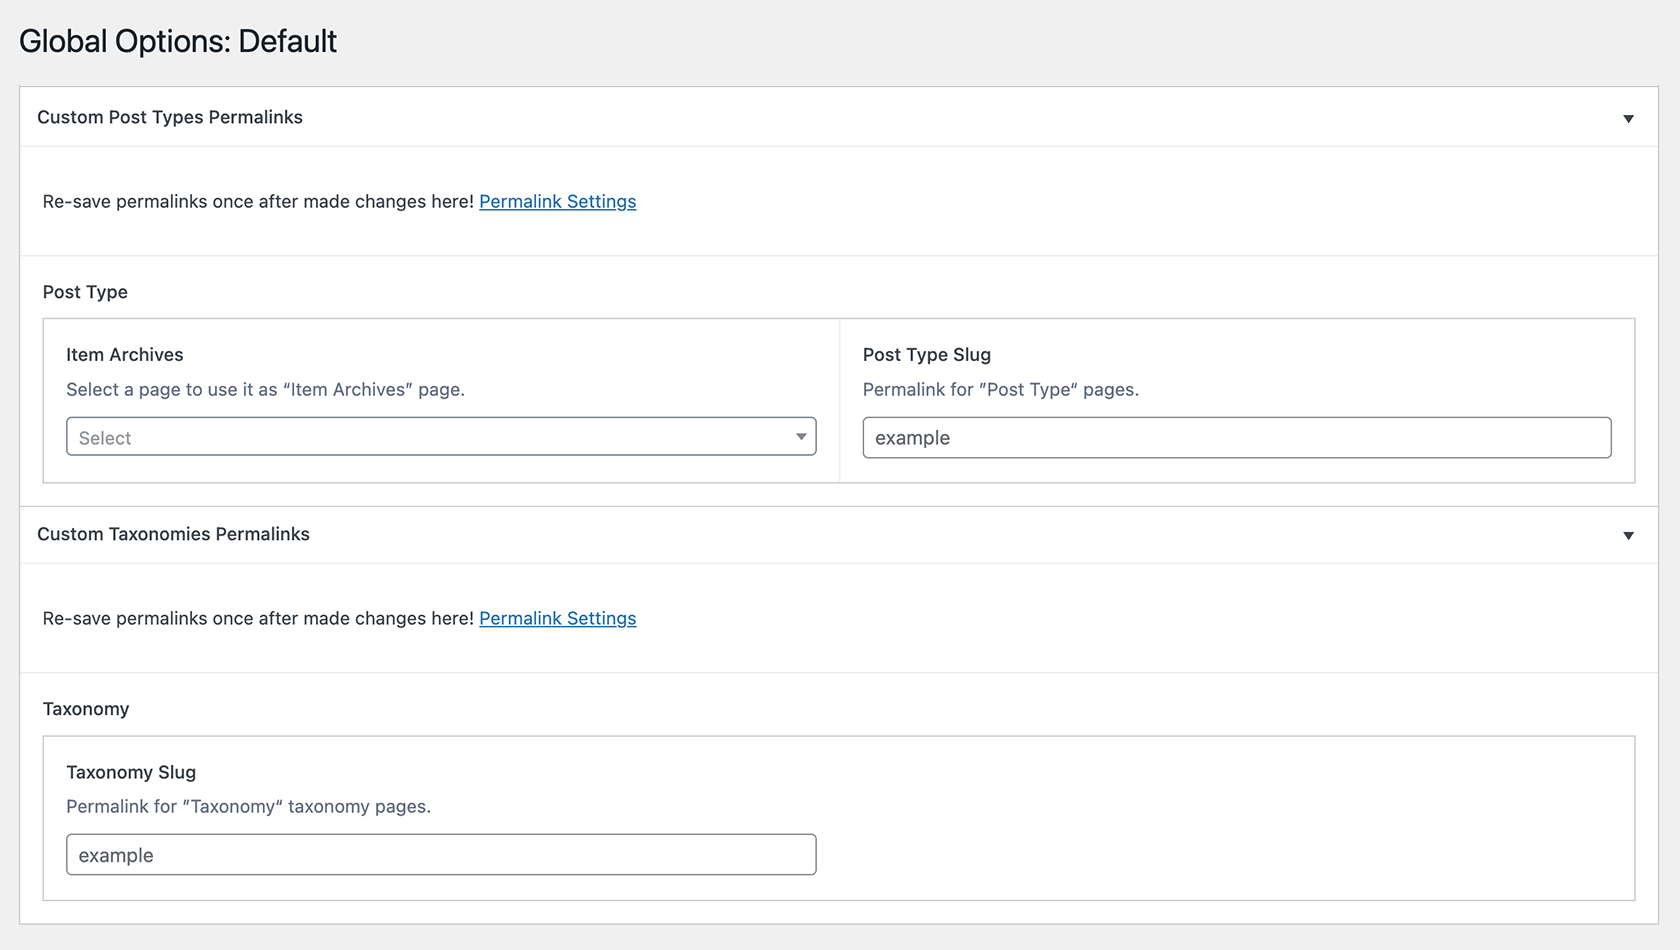 Global Options: Default
Custom Post Types Permalinks
Re-save permalinks once after made changes here! Permalink Settings
Post Type
Item Archives
Select a page to use it as “Item Archives” page.
Select
Post Type Slug
Permalink for ”Post Type“ pages.
example
Custom Taxonomies Permalinks
Re-save permalinks once after made changes here! Permalink Settings
Taxonomy
Taxonomy Slug
Permalink for ”Taxonomy“ taxonomy pages.
example